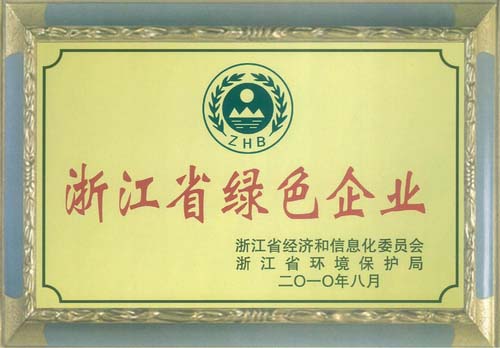 ZHB
浙江省绿色企业
浙江省经济和信息化委员会
浙江省环境保护局
二〇一〇年八月